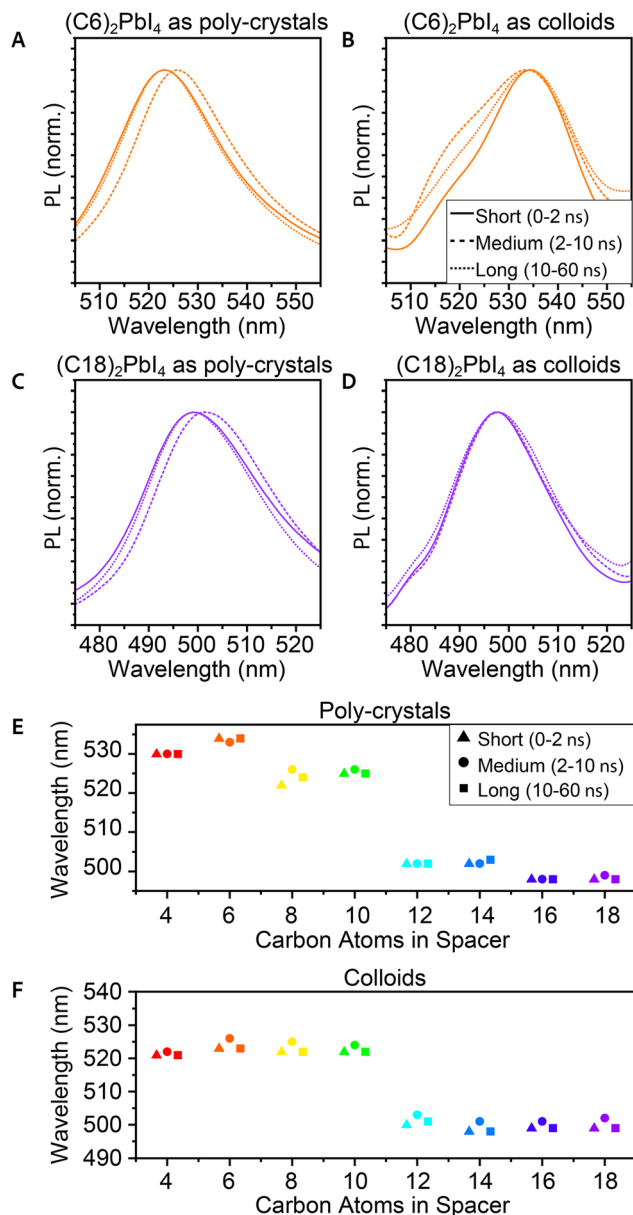 A
(C6)₂PbI₄ as poly-crystals
PL (norm.)
510 520 530 540 550
Wavelength (nm)
B
(C6)₂PbI₄ as colloids
PL (norm.)
Short (0-2 ns)
Medium (2-10 ns)
Long (10-60 ns)
510 520 530 540 550
Wavelength (nm)
C
(C18)₂PbI₄ as poly-crystals
PL (norm.)
480 490 500 510 520
Wavelength (nm)
D
(C18)₂PbI₄ as colloids
PL (norm.)
480 490 500 510 520
Wavelength (nm)
E
Poly-crystals
Wavelength (nm)
530
520
510
500
Short (0-2 ns)
Medium (2-10 ns)
Long (10-60 ns)
4 6 8 10 12 14 16 18
Carbon Atoms in Spacer
F
Colloids
Wavelength (nm)
540
530
520
510
500
490
4 6 8 10 12 14 16 18
Carbon Atoms in Spacer